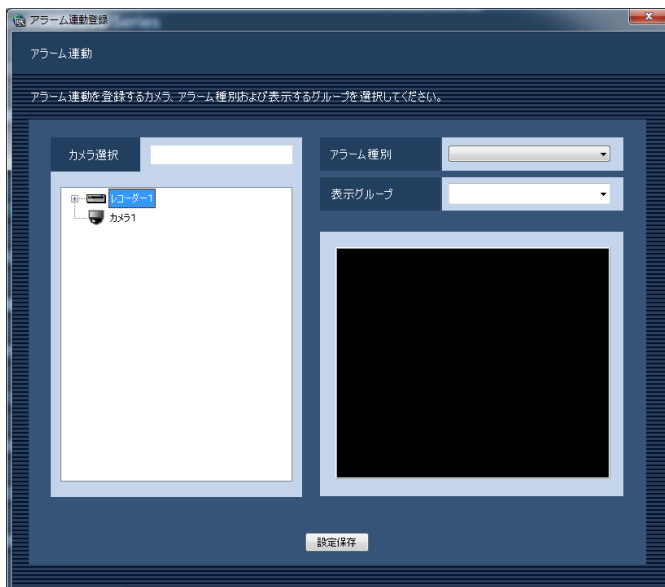 アラーム連動登録
アラーム連動
アラーム連動を登録するカメラ、アラーム種別および表示するグループを選択してください。
カメラ選択
アラーム種別
表示グループ
レコーダー1
カメラ1
設定保存